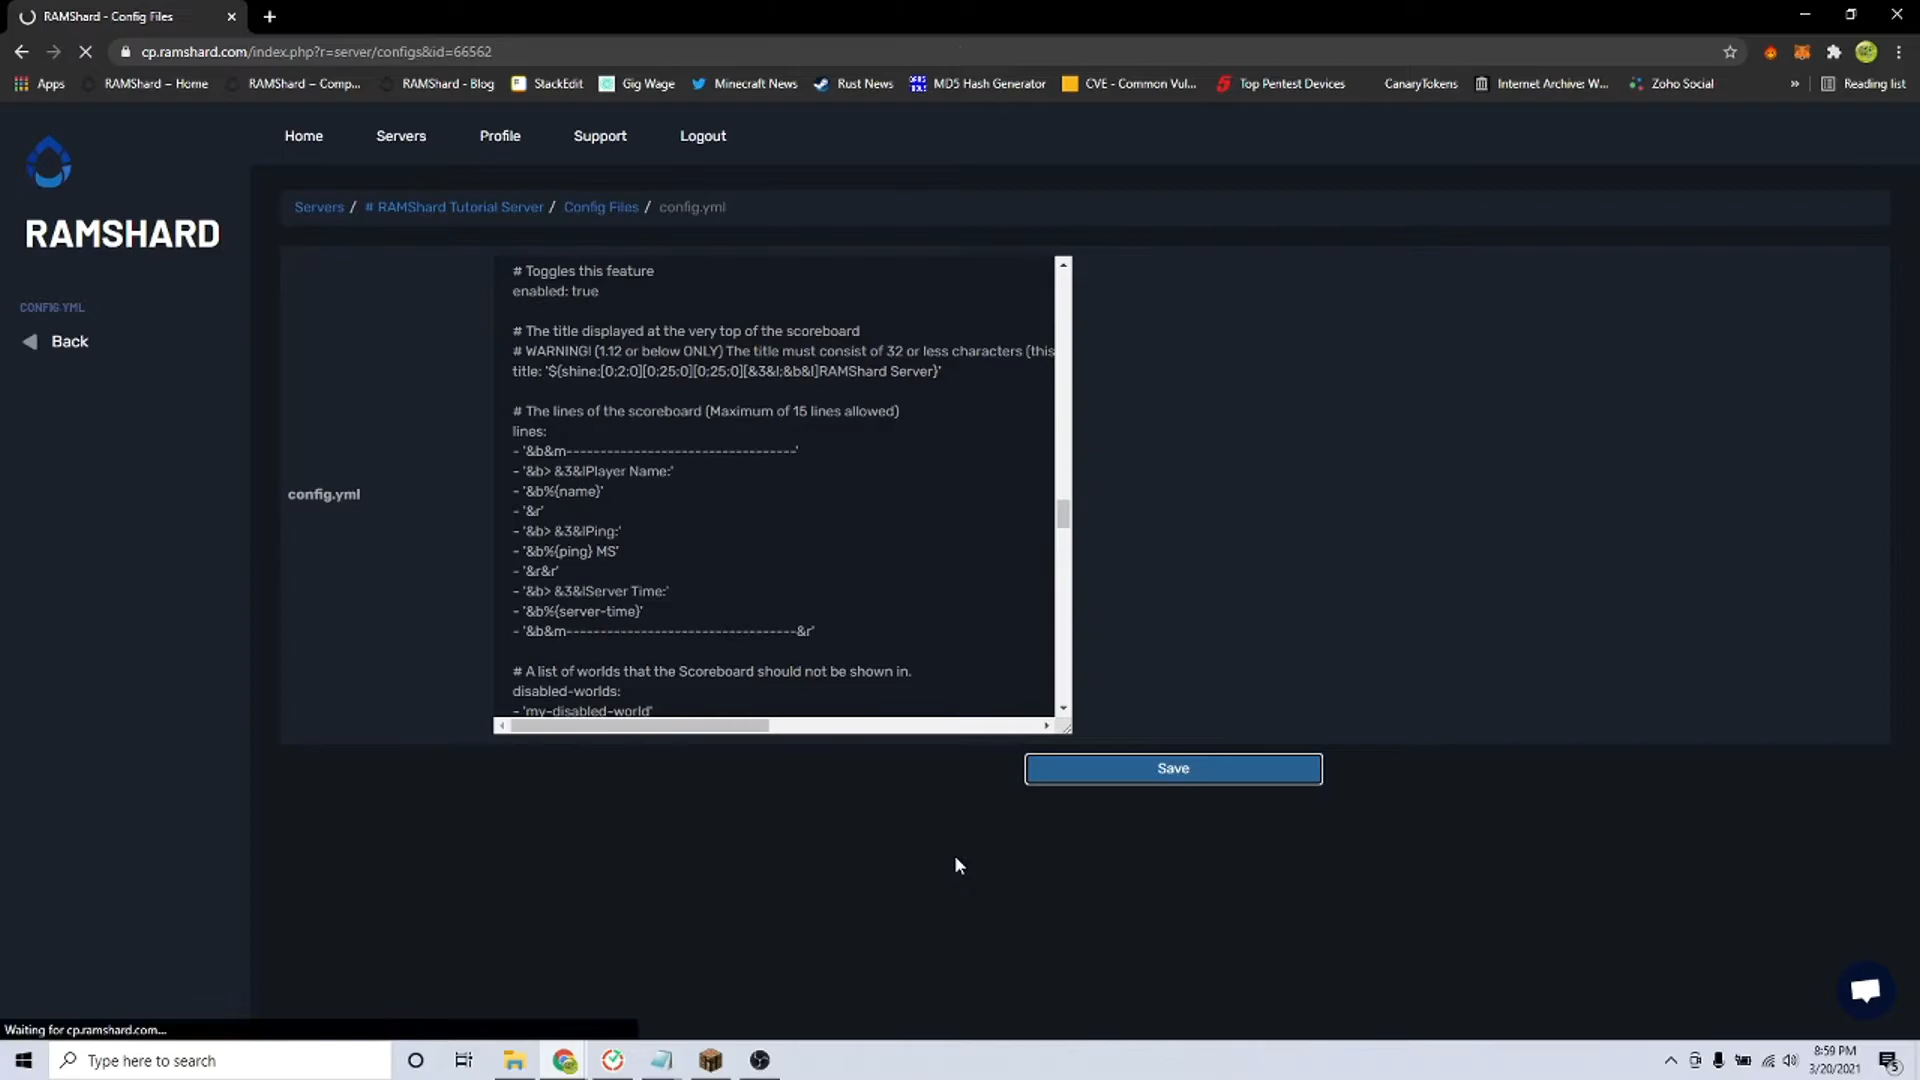 RAMShard - Config Files
cp.ramshard.com/index.php?r=server/configs&id=66562
Apps RAMShard – Home RAMShard – Comp... RAMShard - Blog StackEdit Gig Wage Minecraft News Rust News MD5 Hash Generator CVE - Common Vul... Top Pentest Devices CanaryTokens Internet Archive: W... Zoho Social » Reading list
Home Servers Profile Support Logout
RAMSHARD
Servers / # RAMShard Tutorial Server / Config Files / config.yml
CONFIG YML
Back
config.yml
# Toggles this feature
enabled: true
# The title displayed at the very top of the scoreboard
# WARNING! (1.12 or below ONLY) The title must consist of 32 or less characters (this
title: '${shine:[0;2;0][0;25;0][0;25;0][&3&l;&b&l]RAMShard Server}'
# The lines of the scoreboard (Maximum of 15 lines allowed)
lines:
- '&b&m----------------------------------'
- '&b> &3&lPlayer Name:'
- '&b%{name}'
- '&r'
- '&b> &3&lPing:'
- '&b%{ping} MS'
- '&r&r'
- '&b> &3&lServer Time:'
- '&b%{server-time}'
- '&b&m----------------------------------&r'
# A list of worlds that the Scoreboard should not be shown in.
disabled-worlds:
- 'my-disabled-world'
Save
Waiting for cp.ramshard.com...
Type here to search
8:59 PM
3/20/2021
5